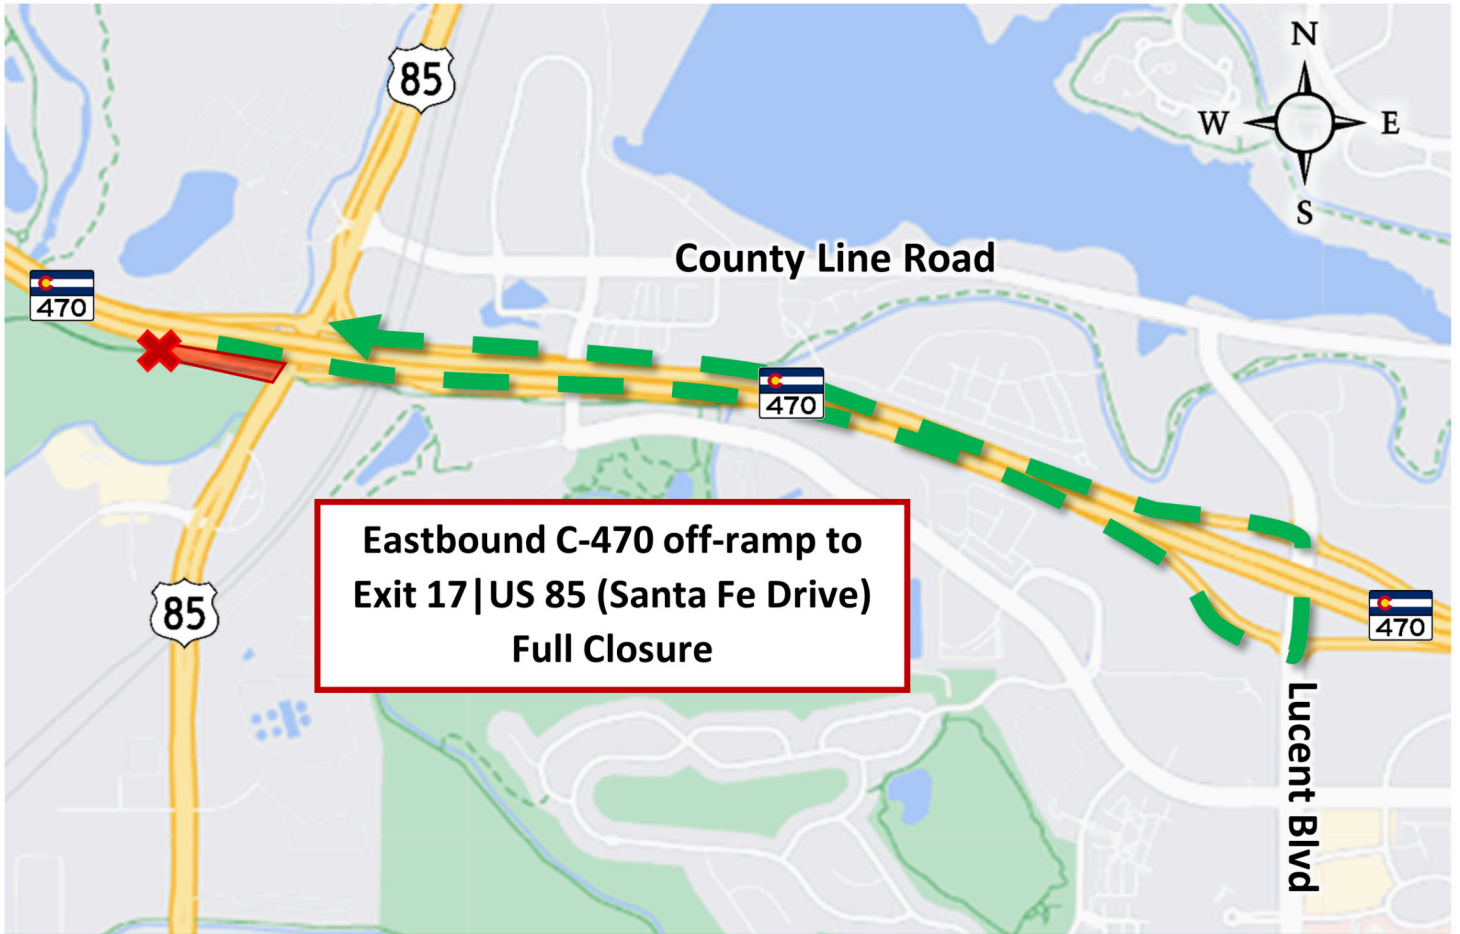 85
N
W E
S
County Line Road
470
470
Eastbound C-470 off-ramp to
Exit 17|US 85 (Santa Fe Drive)
Full Closure
85
470
Lucent Blvd